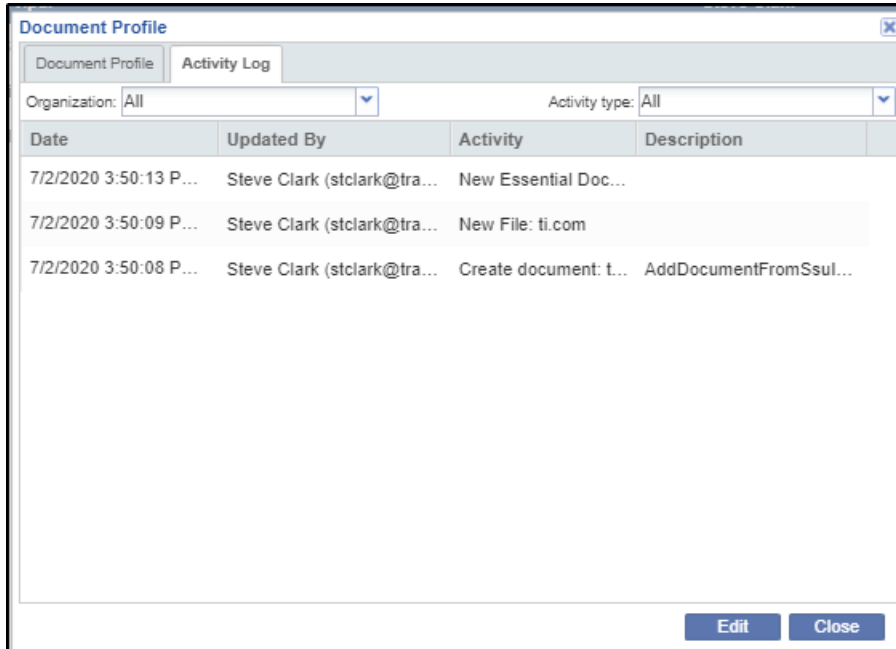 Document Profile
Document Profile Activity Log
Organization: All Activity type: All
Date Updated By Activity Description
7/2/2020 3:50:13 P... Steve Clark (stclark@tra... New Essential Doc...
7/2/2020 3:50:09 P... Steve Clark (stclark@tra... New File: ti.com
7/2/2020 3:50:08 P... Steve Clark (stclark@tra... Create document: t... AddDocumentFromSsul...
Edit Close